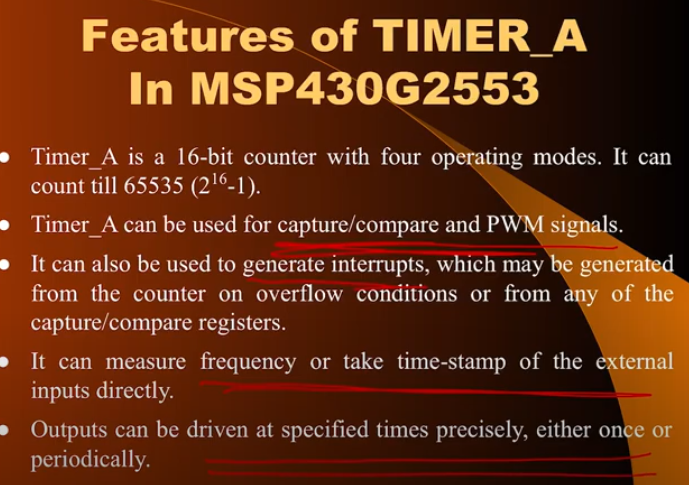 Features of TIMER_A
In MSP430G2553
• Timer_A is a 16-bit counter with four operating modes. It can
count till 65535 (2¹⁶-1).
• Timer_A can be used for capture/compare and PWM signals.
• It can also be used to generate interrupts, which may be generated
from the counter on overflow conditions or from any of the
capture/compare registers.
• It can measure frequency or take time-stamp of the external
inputs directly.
• Outputs can be driven at specified times precisely, either once or
periodically.